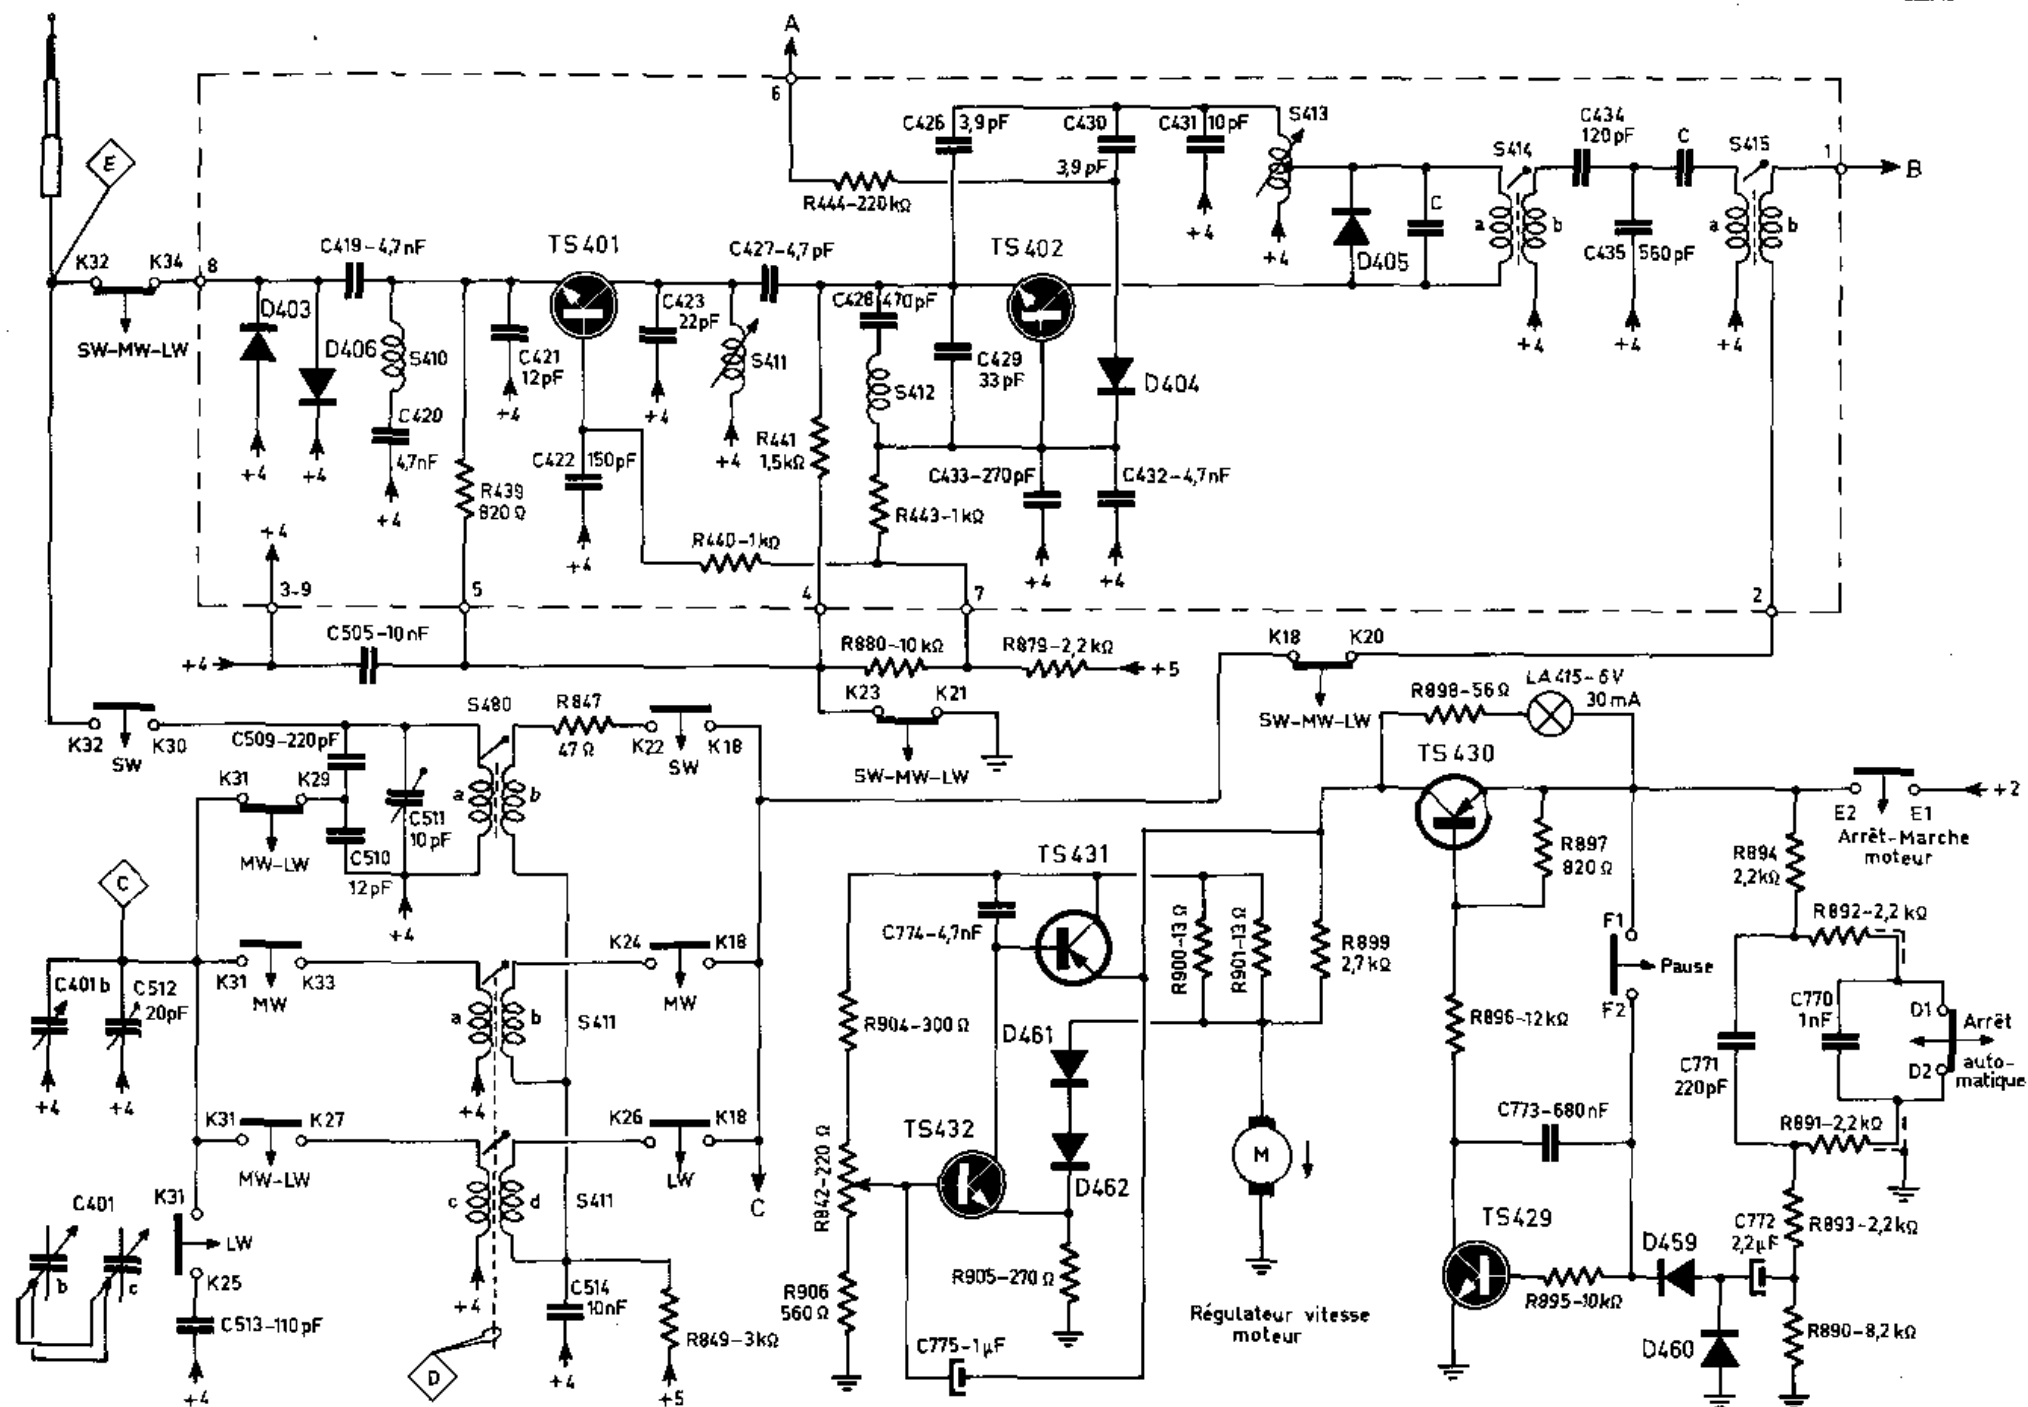 A
6
C426 3,9pF
C430
3,9pF
C431 10pF
S413
C434
120pF
C
S415
S414
1
B
E
R444-220kΩ
C
a
b
a
b
K32
K34
8
C419-4,7nF
TS401
C427-4,7pF
TS402
+4
+4
D405
C435 560pF
SW-MW-LW
D403
D406
S410
C421
12pF
C423
22pF
S411
C428 470pF
S412
C429
33pF
D404
+4
+4
+4
C420
4,7nF
+4
+4
+4
+4
+4
R439
820Ω
C422 150pF
+4
R441
1,5kΩ
C433-270pF
C432-4,7nF
R443-1kΩ
+4
R440-1kΩ
+4
+4
+4
3-9
5
4
7
2
C505-10nF
+4
R880-10kΩ
R879-2,2kΩ
+5
K18
K20
SW-MW-LW
K23
K21
SW-MW-LW
R898-56Ω
LA415-6V
30mA
K32
K30
SW
C509-220pF
S480
R847
47Ω
K22
K18
SW
K31
K29
MW-LW
C511
10pF
C510
12pF
a
b
+4
TS430
E2
E1
+2
Arrêt-Marche
moteur
R897
820Ω
R894
2,2kΩ
TS431
C774-4,7nF
R900-13Ω
R901-13Ω
R899
2,7kΩ
F1
Pause
F2
R892-2,2kΩ
C
C401b
C512
20pF
+4
+4
K31
K33
MW
K24
K18
MW
a
b
S411
+4
R904-300Ω
D461
R896-12kΩ
C770
1nF
D1
D2
Arrêt
auto-
matique
C771
220pF
C773-680nF
R891-2,2kΩ
K31
K27
MW-LW
K26
K18
LW
c
d
S411
C
TS432
D462
R842-220Ω
M
C401
b
c
K31
LW
K25
C513-110pF
+4
+4
C514
10nF
+4
R849-3kΩ
+5
D
R906
560Ω
R905-270Ω
C775-1µF
Régulateur vitesse
moteur
TS429
R895-10kΩ
D459
D460
C772
2,2µF
R893-2,2kΩ
R890-8,2kΩ